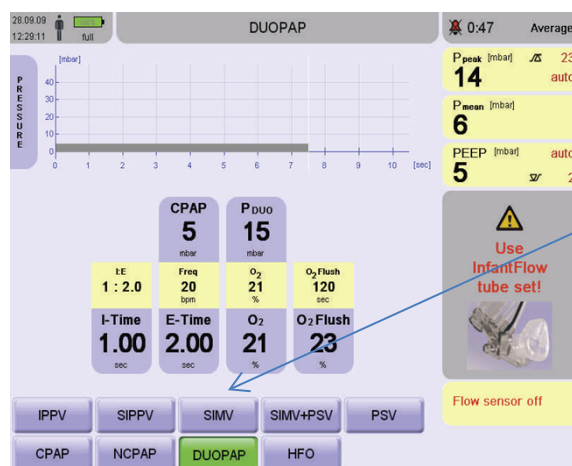 28.09.09
12:29:11
full
DUOPAP
0:47
Average
PRESSURE
[mbar]
40
30
20
10
0
0 1 2 3 4 5 6 7 8 9 10 [sec]
Ppeak [mbar] 23
14 auto
Pmean [mbar]
6
PEEP [mbar] auto
5 2
Use
InfantFlow
tube set!
Flow sensor off
CPAP PDUO
5 15
mbar mbar
I:E Freq O2 O2 Flush
1 : 2.0 20 21 120
bpm % sec
I-Time E-Time O2 O2 Flush
1.00 2.00 21 23
sec sec % %
IPPV SIPPV SIMV SIMV+PSV PSV
CPAP NCPAP DUOPAP HFO